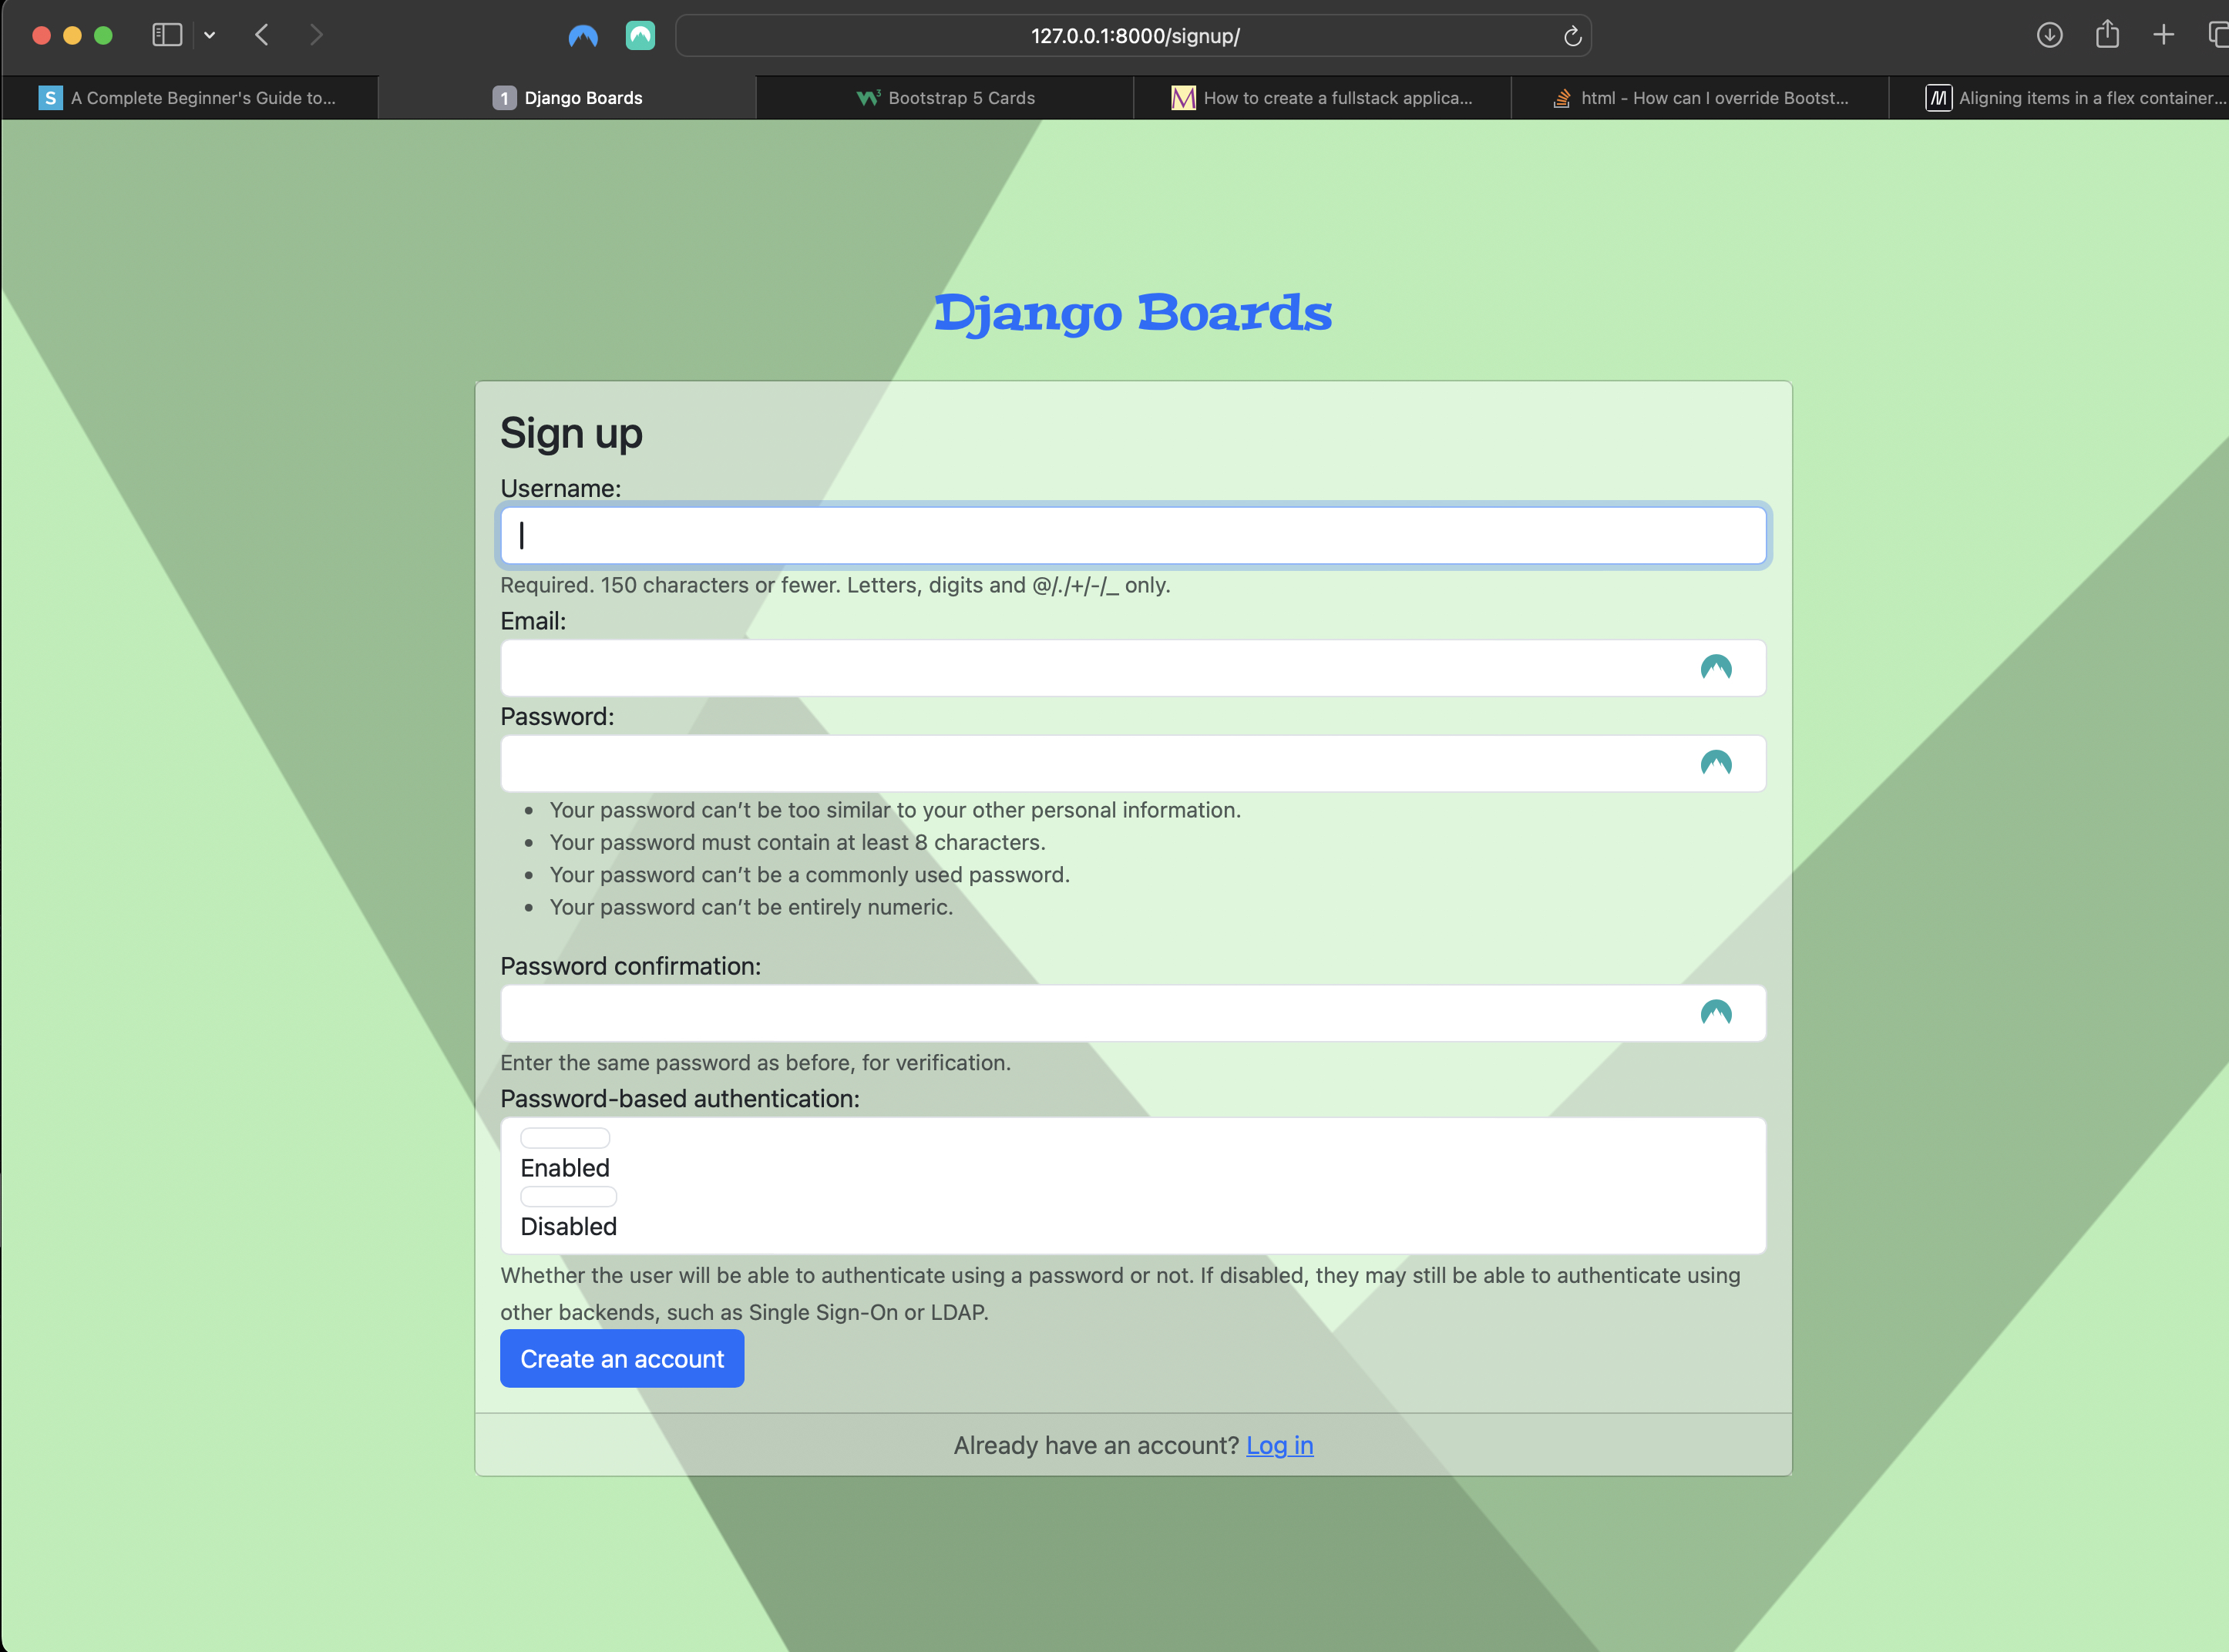 127.0.0.1:8000/signup/
S A Complete Beginner's Guide to...
1 Django Boards
W3 Bootstrap 5 Cards
M How to create a fullstack applica...
html - How can I override Bootst...
M Aligning items in a flex container...
Django Boards
Sign up
Username:
Required. 150 characters or fewer. Letters, digits and @/./+/-/_ only.
Email:
Password:
Your password can’t be too similar to your other personal information.
Your password must contain at least 8 characters.
Your password can’t be a commonly used password.
Your password can’t be entirely numeric.
Password confirmation:
Enter the same password as before, for verification.
Password-based authentication:
Enabled
Disabled
Whether the user will be able to authenticate using a password or not. If disabled, they may still be able to authenticate using
other backends, such as Single Sign-On or LDAP.
Create an account
Already have an account? Log in